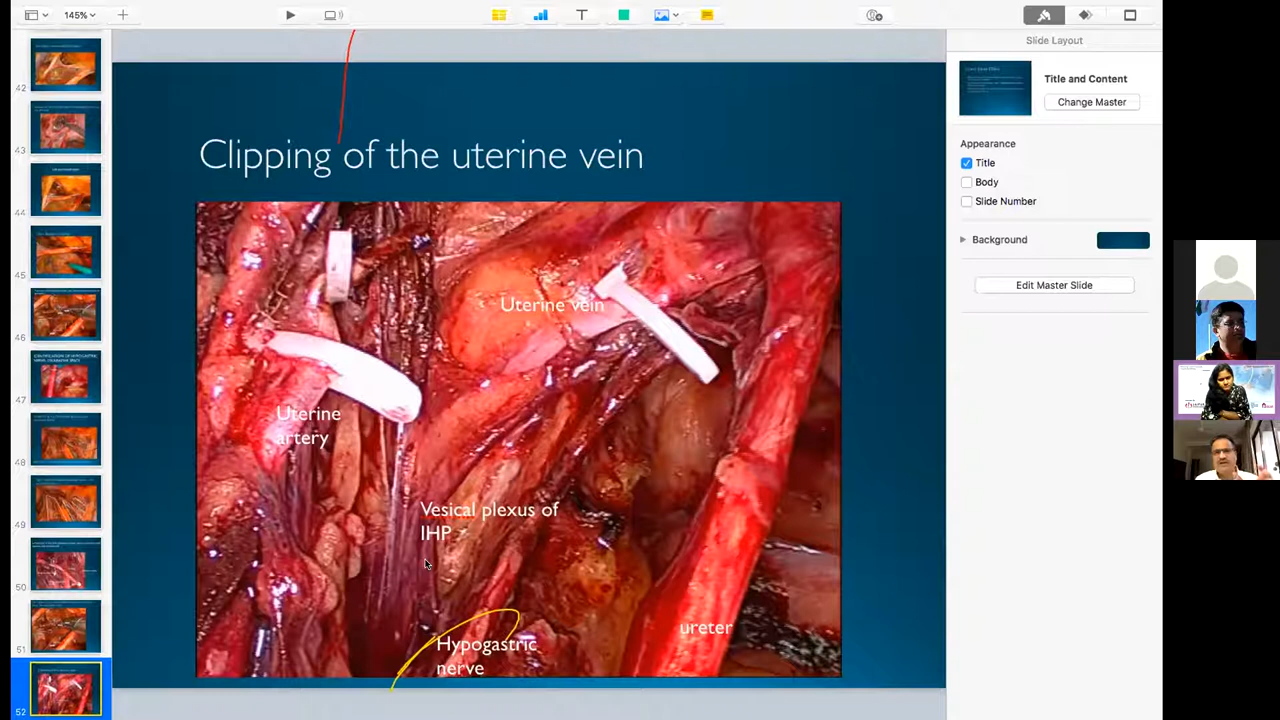 145%
Slide Layout
Title and Content
Change Master
Appearance
Title
Body
Slide Number
Background
Edit Master Slide
42
43
44
45
46
47
48
49
50
51
52
Clipping of the uterine vein
Uterine vein
Uterine
artery
Vesical plexus of
IHP
Hypogastric
nerve
ureter